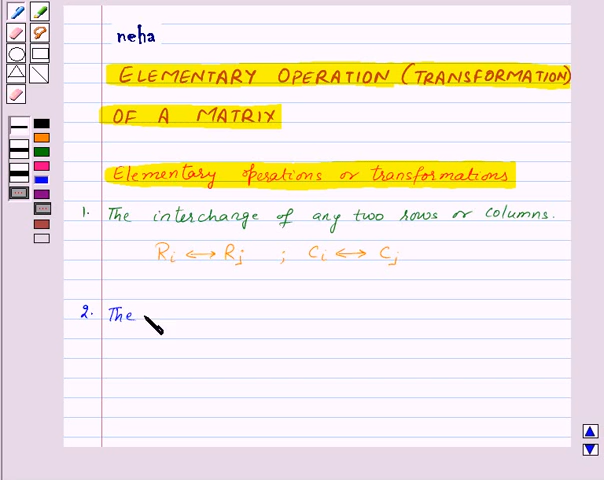 neha
ELEMENTARY OPERATION (TRANSFORMATION)
OF A MATRIX
Elementary operations or transformations
1. The interchange of any two rows or columns.
Ri ↔ Rj ; Ci ↔ Cj
2. The